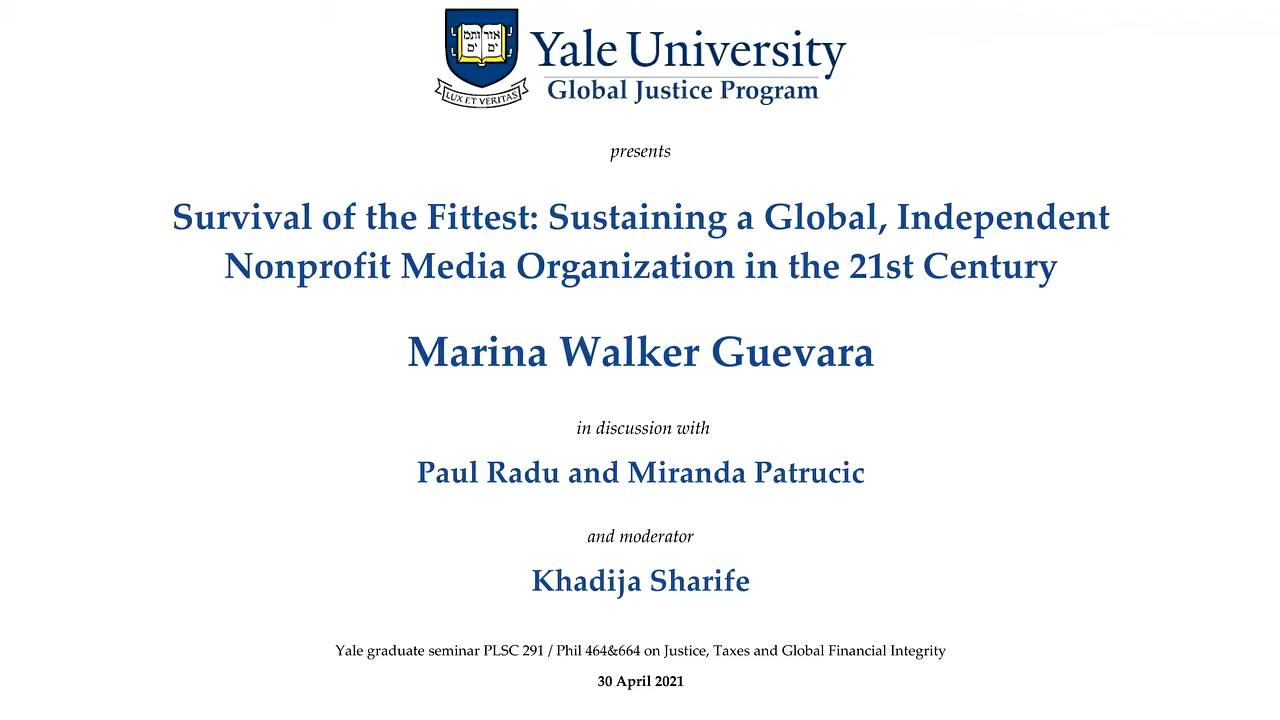 אורים ותמים
LUX ET VERITAS
Yale University
Global Justice Program
presents
Survival of the Fittest: Sustaining a Global, Independent
Nonprofit Media Organization in the 21st Century
Marina Walker Guevara
in discussion with
Paul Radu and Miranda Patrucic
and moderator
Khadija Sharife
Yale graduate seminar PLSC 291 / Phil 464&664 on Justice, Taxes and Global Financial Integrity
30 April 2021